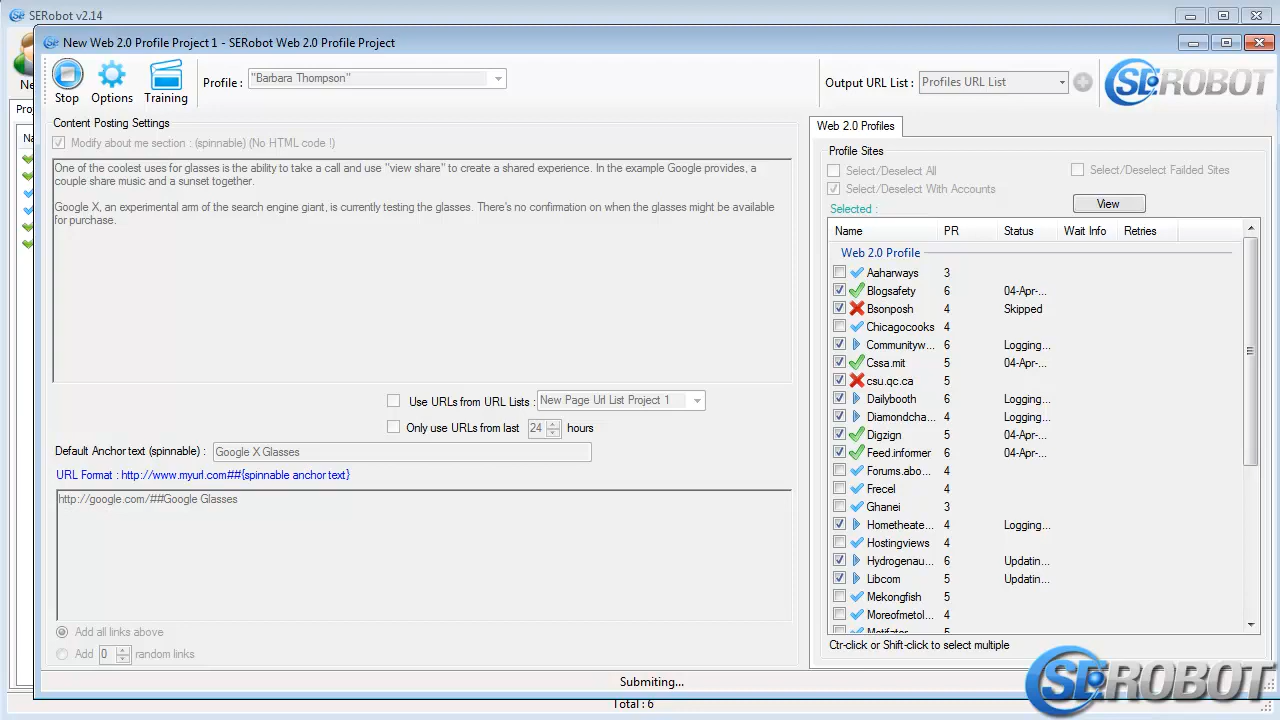 SERobot v2.14
New Web 2.0 Profile Project 1 - SERobot Web 2.0 Profile Project
Stop
Options
Training
Profile :
"Barbara Thompson"
Output URL List :
Profiles URL List
SEROBOT
Content Posting Settings
Modify about me section : (spinnable) (No HTML code !)
One of the coolest uses for glasses is the ability to take a call and use "view share" to create a shared experience. In the example Google provides, a
couple share music and a sunset together.
Google X, an experimental arm of the search engine giant, is currently testing the glasses. There's no confirmation on when the glasses might be available
for purchase.
Use URLs from URL Lists :
New Page Url List Project 1
Only use URLs from last
24
hours
Default Anchor text (spinnable) :
Google X Glasses
URL Format : http://www.myurl.com##{spinnable anchor text}
http://google.com/##Google Glasses
Add all links above
Add
0
random links
Web 2.0 Profiles
Profile Sites
Select/Deselect All
Select/Deselect Failded Sites
Select/Deselect With Accounts
Selected :
View
Name PR Status Wait Info Retries
Web 2.0 Profile
Aaharways 3
Blogsafety 6 04-Apr-...
Bsonposh 4 Skipped
Chicagocooks 4
Communityw... 6 Logging...
Cssa.mit 5 04-Apr-...
csu.qc.ca 5
Dailybooth 6 Logging...
Diamondcha... 4 Logging...
Digzign 5 04-Apr-...
Feed.informer 6 04-Apr-...
Forums.abo... 4
Frecel 4
Ghanei 3
Hometheate... 4 Logging...
Hostingviews 4
Hydrogenau... 6 Updatin...
Libcom 5 Updatin...
Mekongfish 5
Moreofmetol... 4
Ctr-click or Shift-click to select multiple
Submiting...
Total : 6
SEROBOT